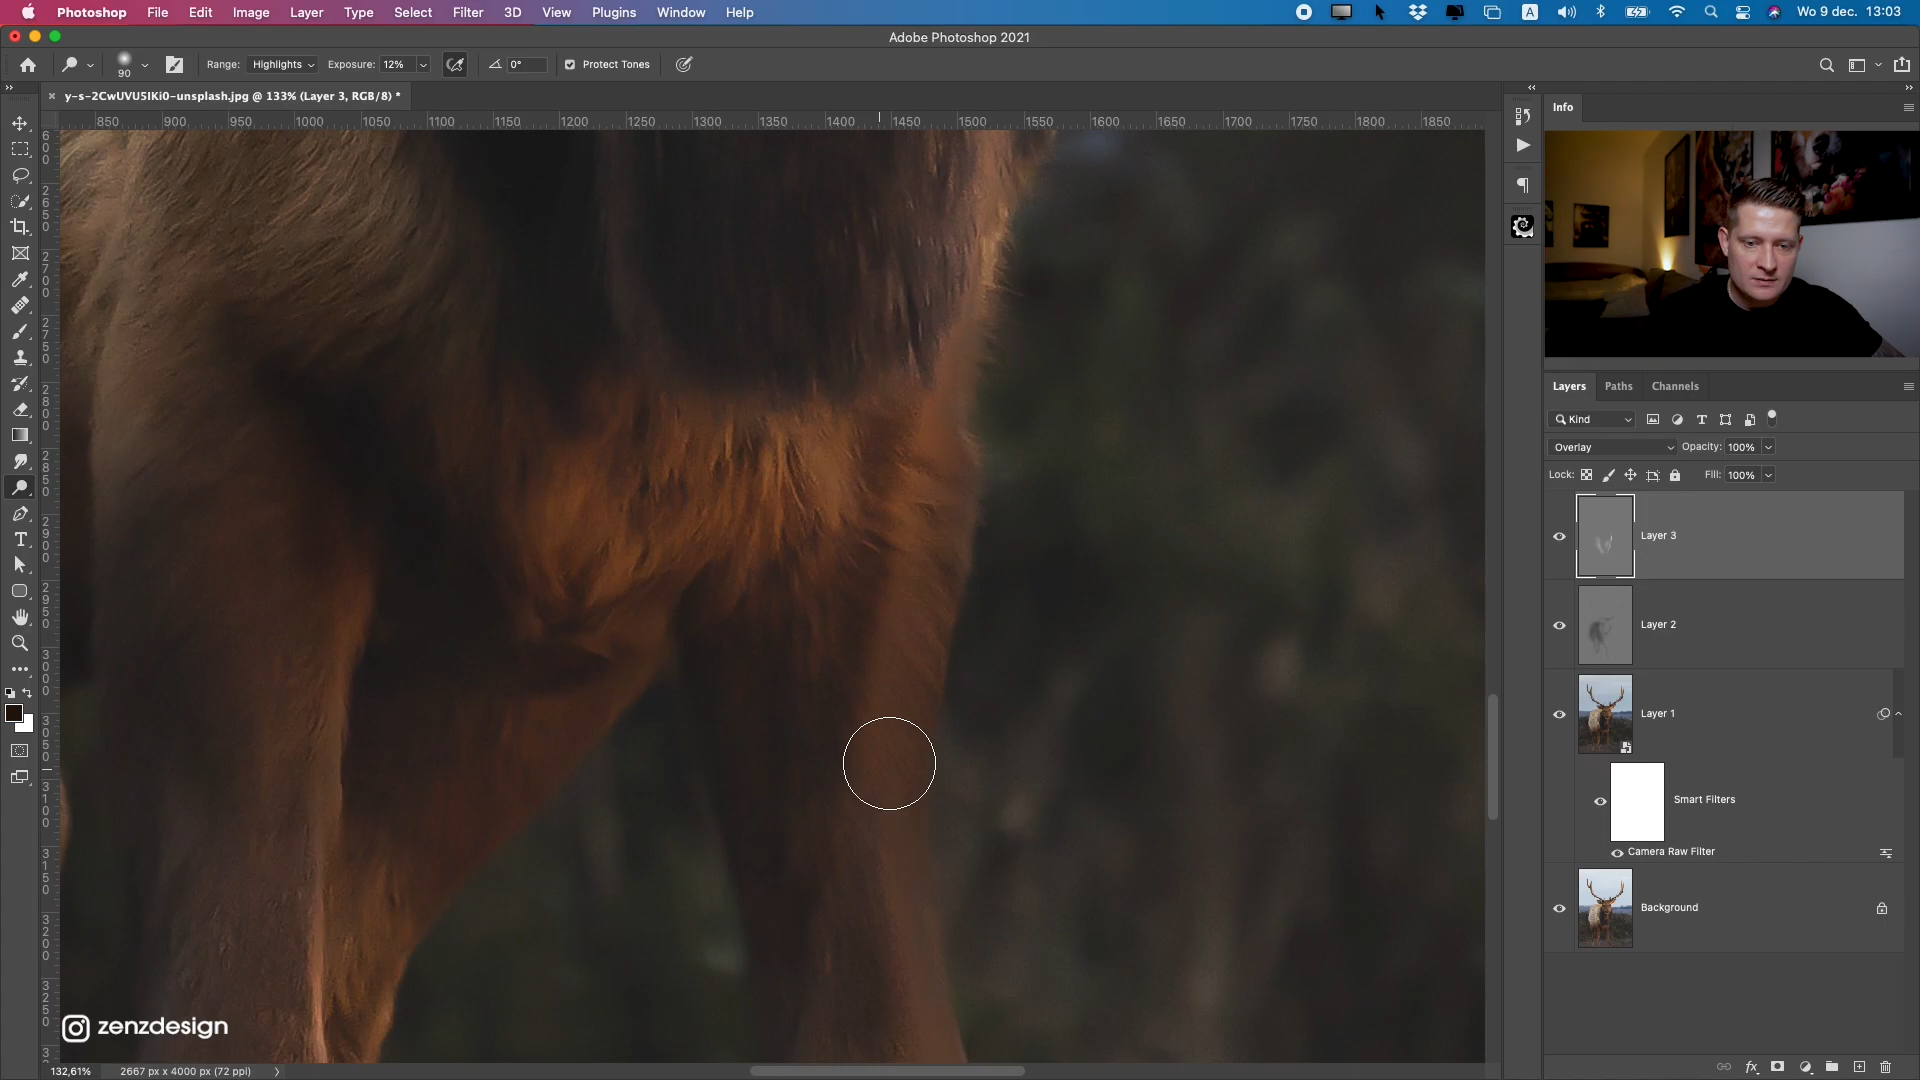 Photoshop File Edit Image Layer Type Select Filter 3D View Plugins Window Help A Wo 9 dec. 13:03
Adobe Photoshop 2021
90 Range: Highlights Exposure: 12% 0° Protect Tones
y-s-2CwUVU5IKi0-unsplash.jpg @ 133% (Layer 3, RGB/8) *
850 900 950 1000 1050 1100 1150 1200 1250 1300 1350 1400 1450 1500 1550 1600 1650 1700 1750 1800 1850
Info
Layers Paths Channels
Kind
Overlay Opacity: 100%
Lock: Fill: 100%
Layer 3
Layer 2
Layer 1
Smart Filters
Camera Raw Filter
Background
zenzdesign
132,61% 2667 px x 4000 px (72 ppi)